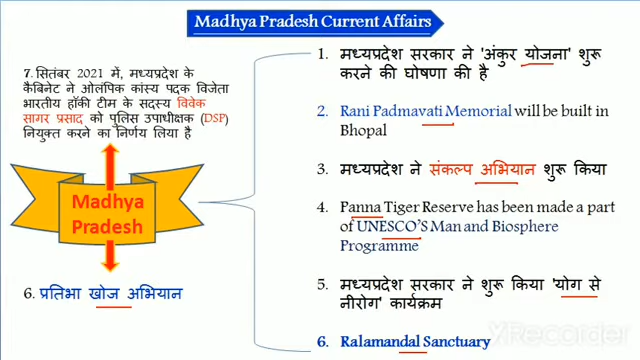 Madhya Pradesh Current Affairs
7. सितंबर 2021 में, मध्यप्रदेश के
कैबिनेट ने ओलंपिक कांस्य पदक विजेता
भारतीय हॉकी टीम के सदस्य विवेक
सागर प्रसाद को पुलिस उपाधीक्षक (DSP)
नियुक्त करने का निर्णय लिया है
Madhya
Pradesh
6. प्रतिभा खोज अभियान
1. मध्यप्रदेश सरकार ने 'अंकुर योजना' शुरू
करने की घोषणा की है
2. Rani Padmavati Memorial will be built in
Bhopal
3. मध्यप्रदेश ने संकल्प अभियान शुरू किया
4. Panna Tiger Reserve has been made a part
of UNESCO'S Man and Biosphere
Programme
5. मध्यप्रदेश सरकार ने शुरू किया 'योग से
नीरोग' कार्यक्रम
6. Ralamandal Sanctuary
XRecorder